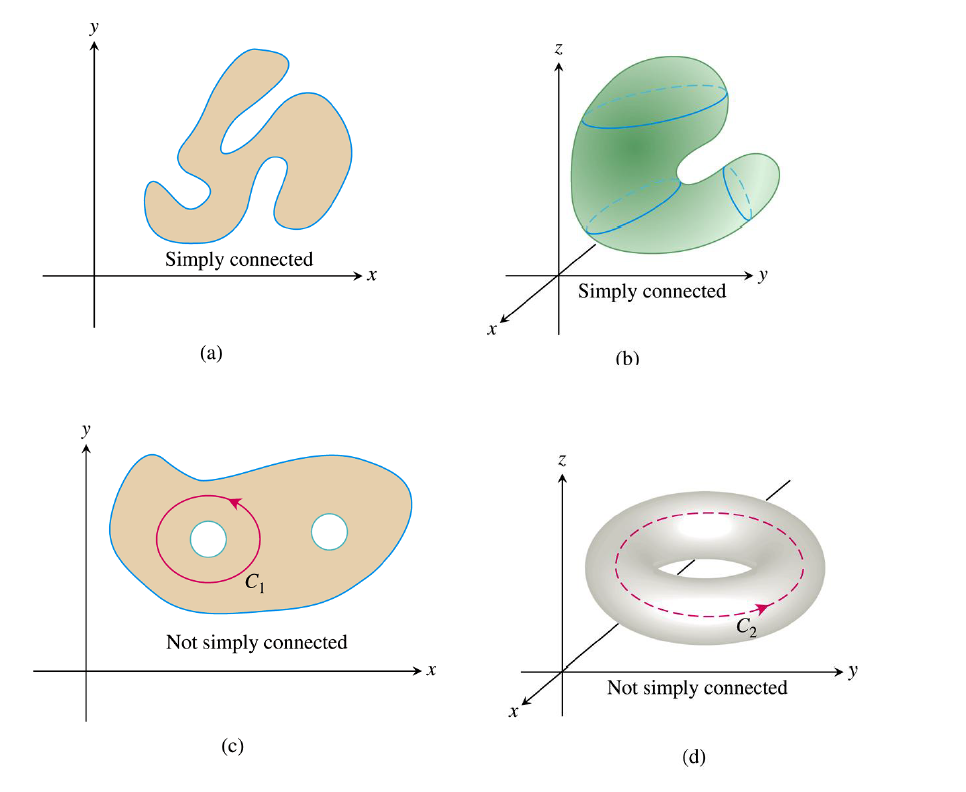 y
Simply connected
x
(a)
z
y
Simply connected
x
(b)
y
C1
Not simply connected
x
(c)
z
C2
y
Not simply connected
x
(d)